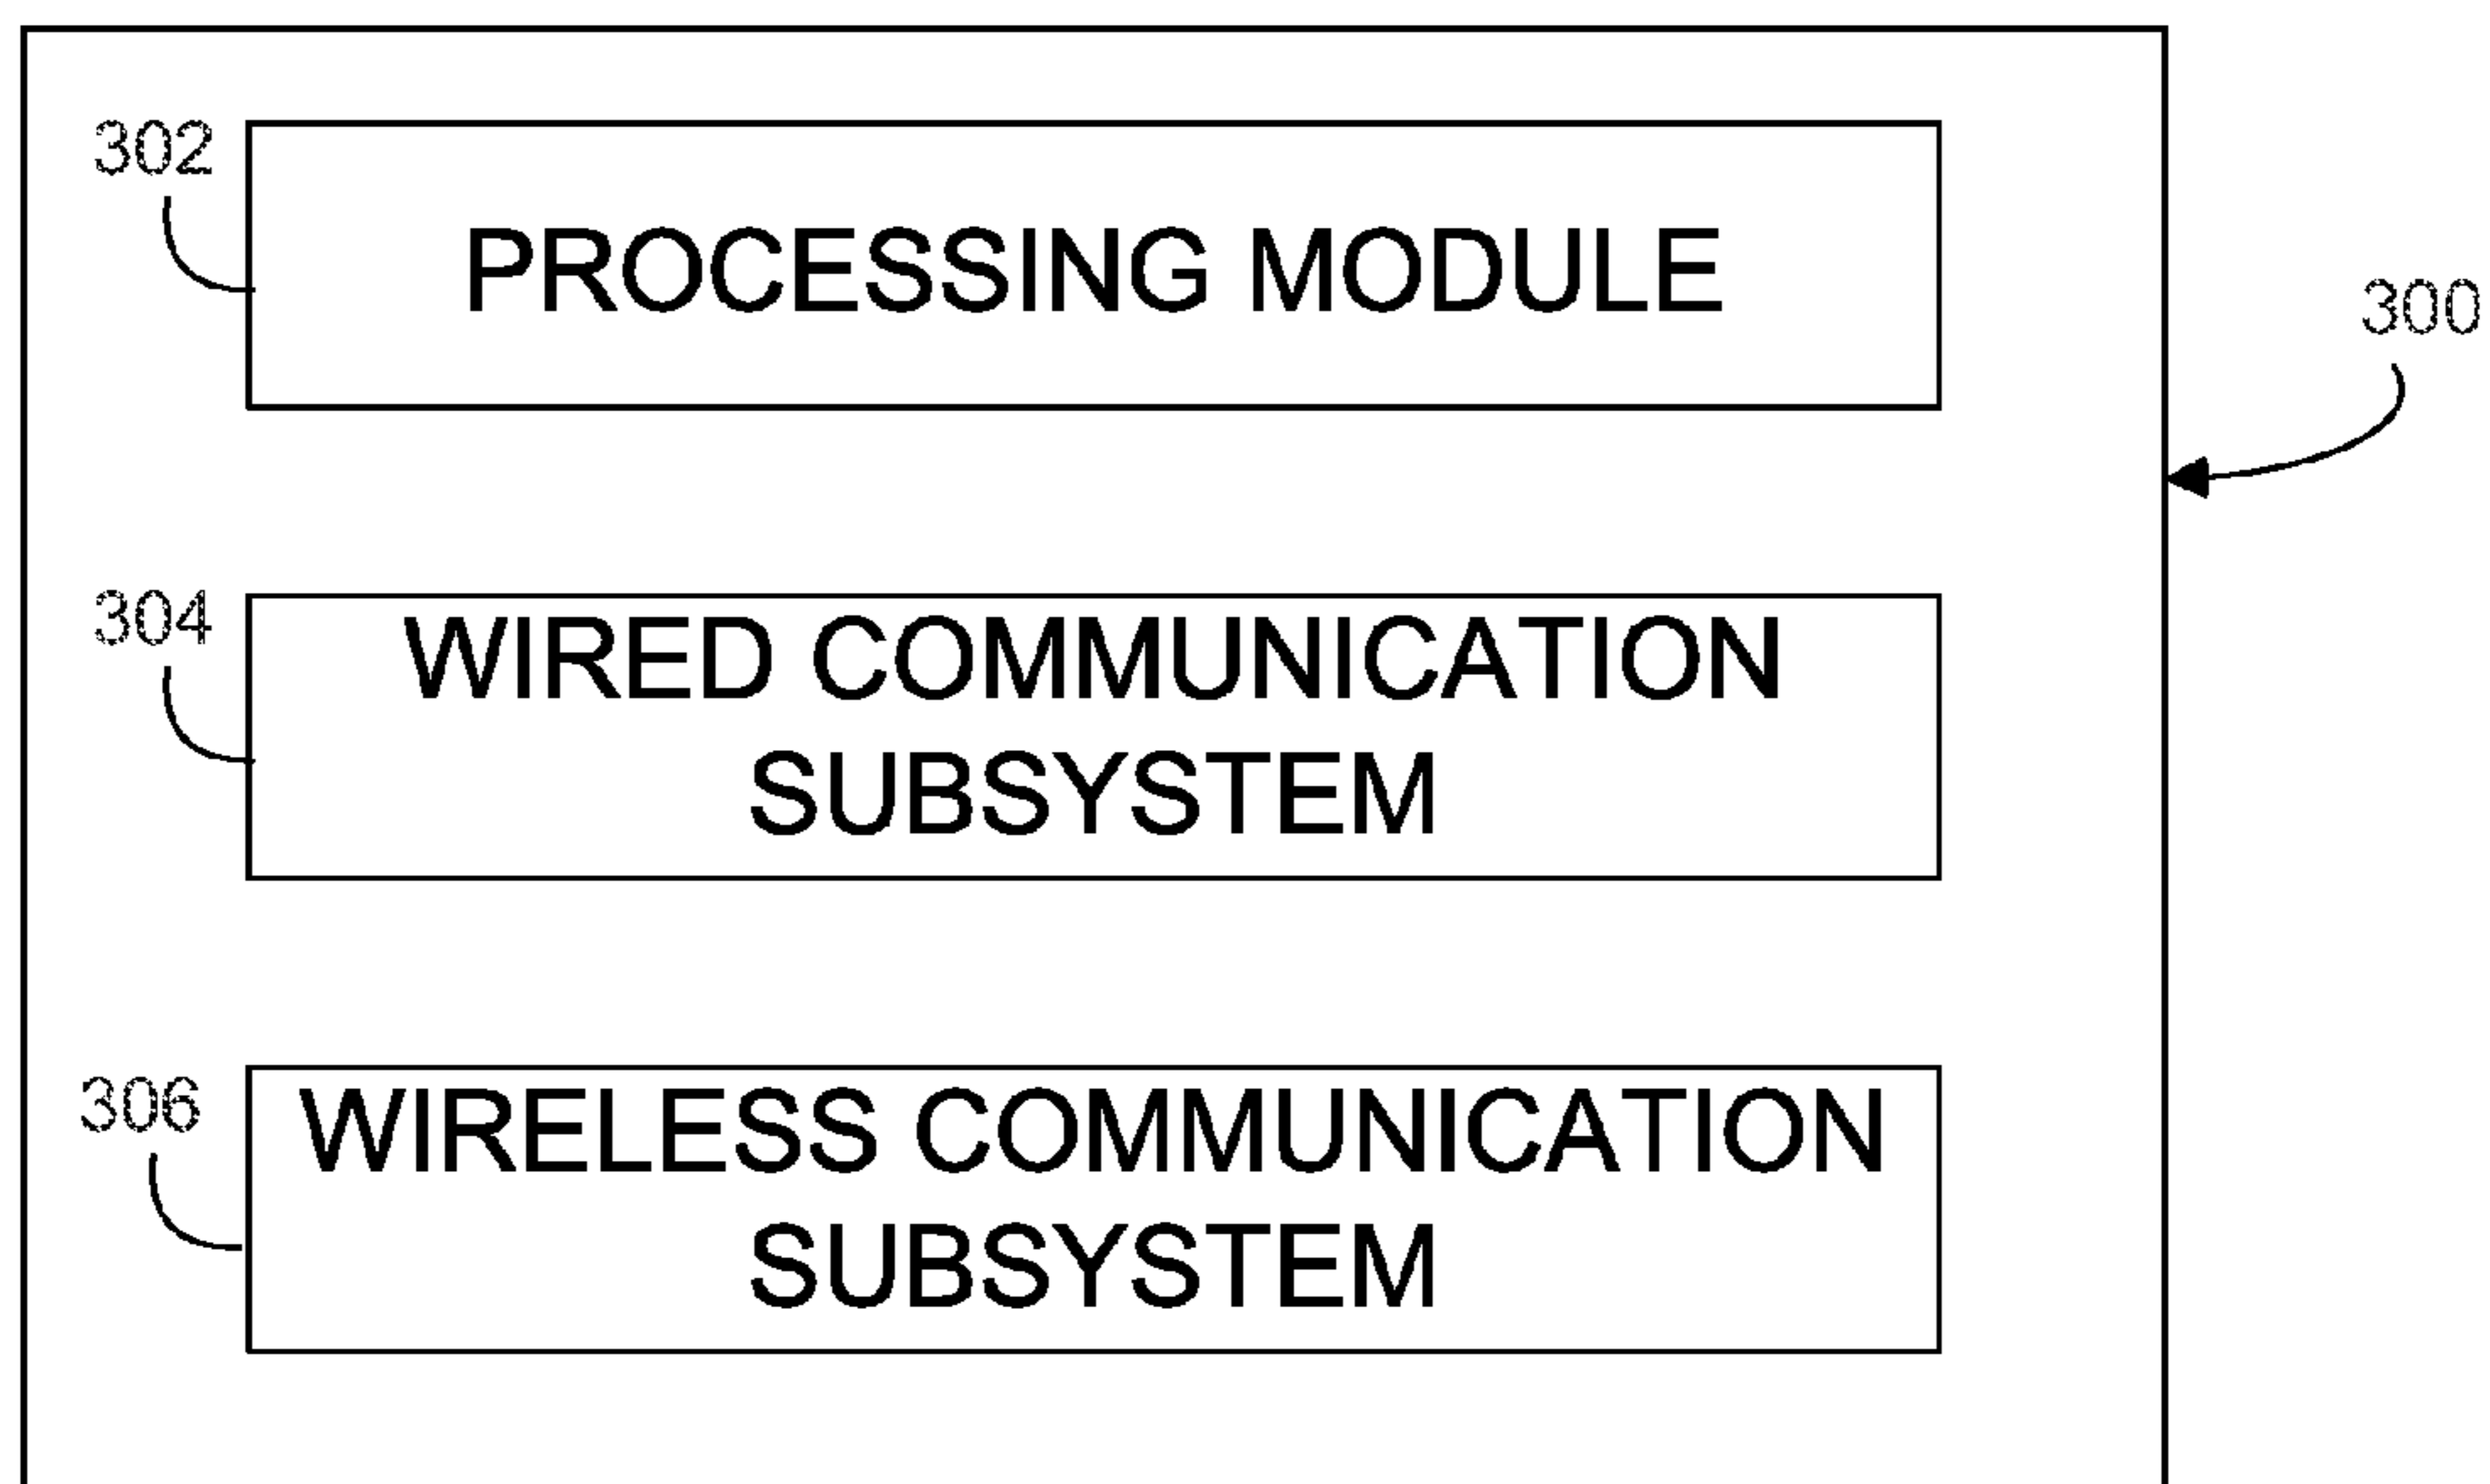 302
PROCESSING MODULE
300
304
WIRED COMMUNICATION
SUBSYSTEM
306
WIRELESS COMMUNICATION
SUBSYSTEM